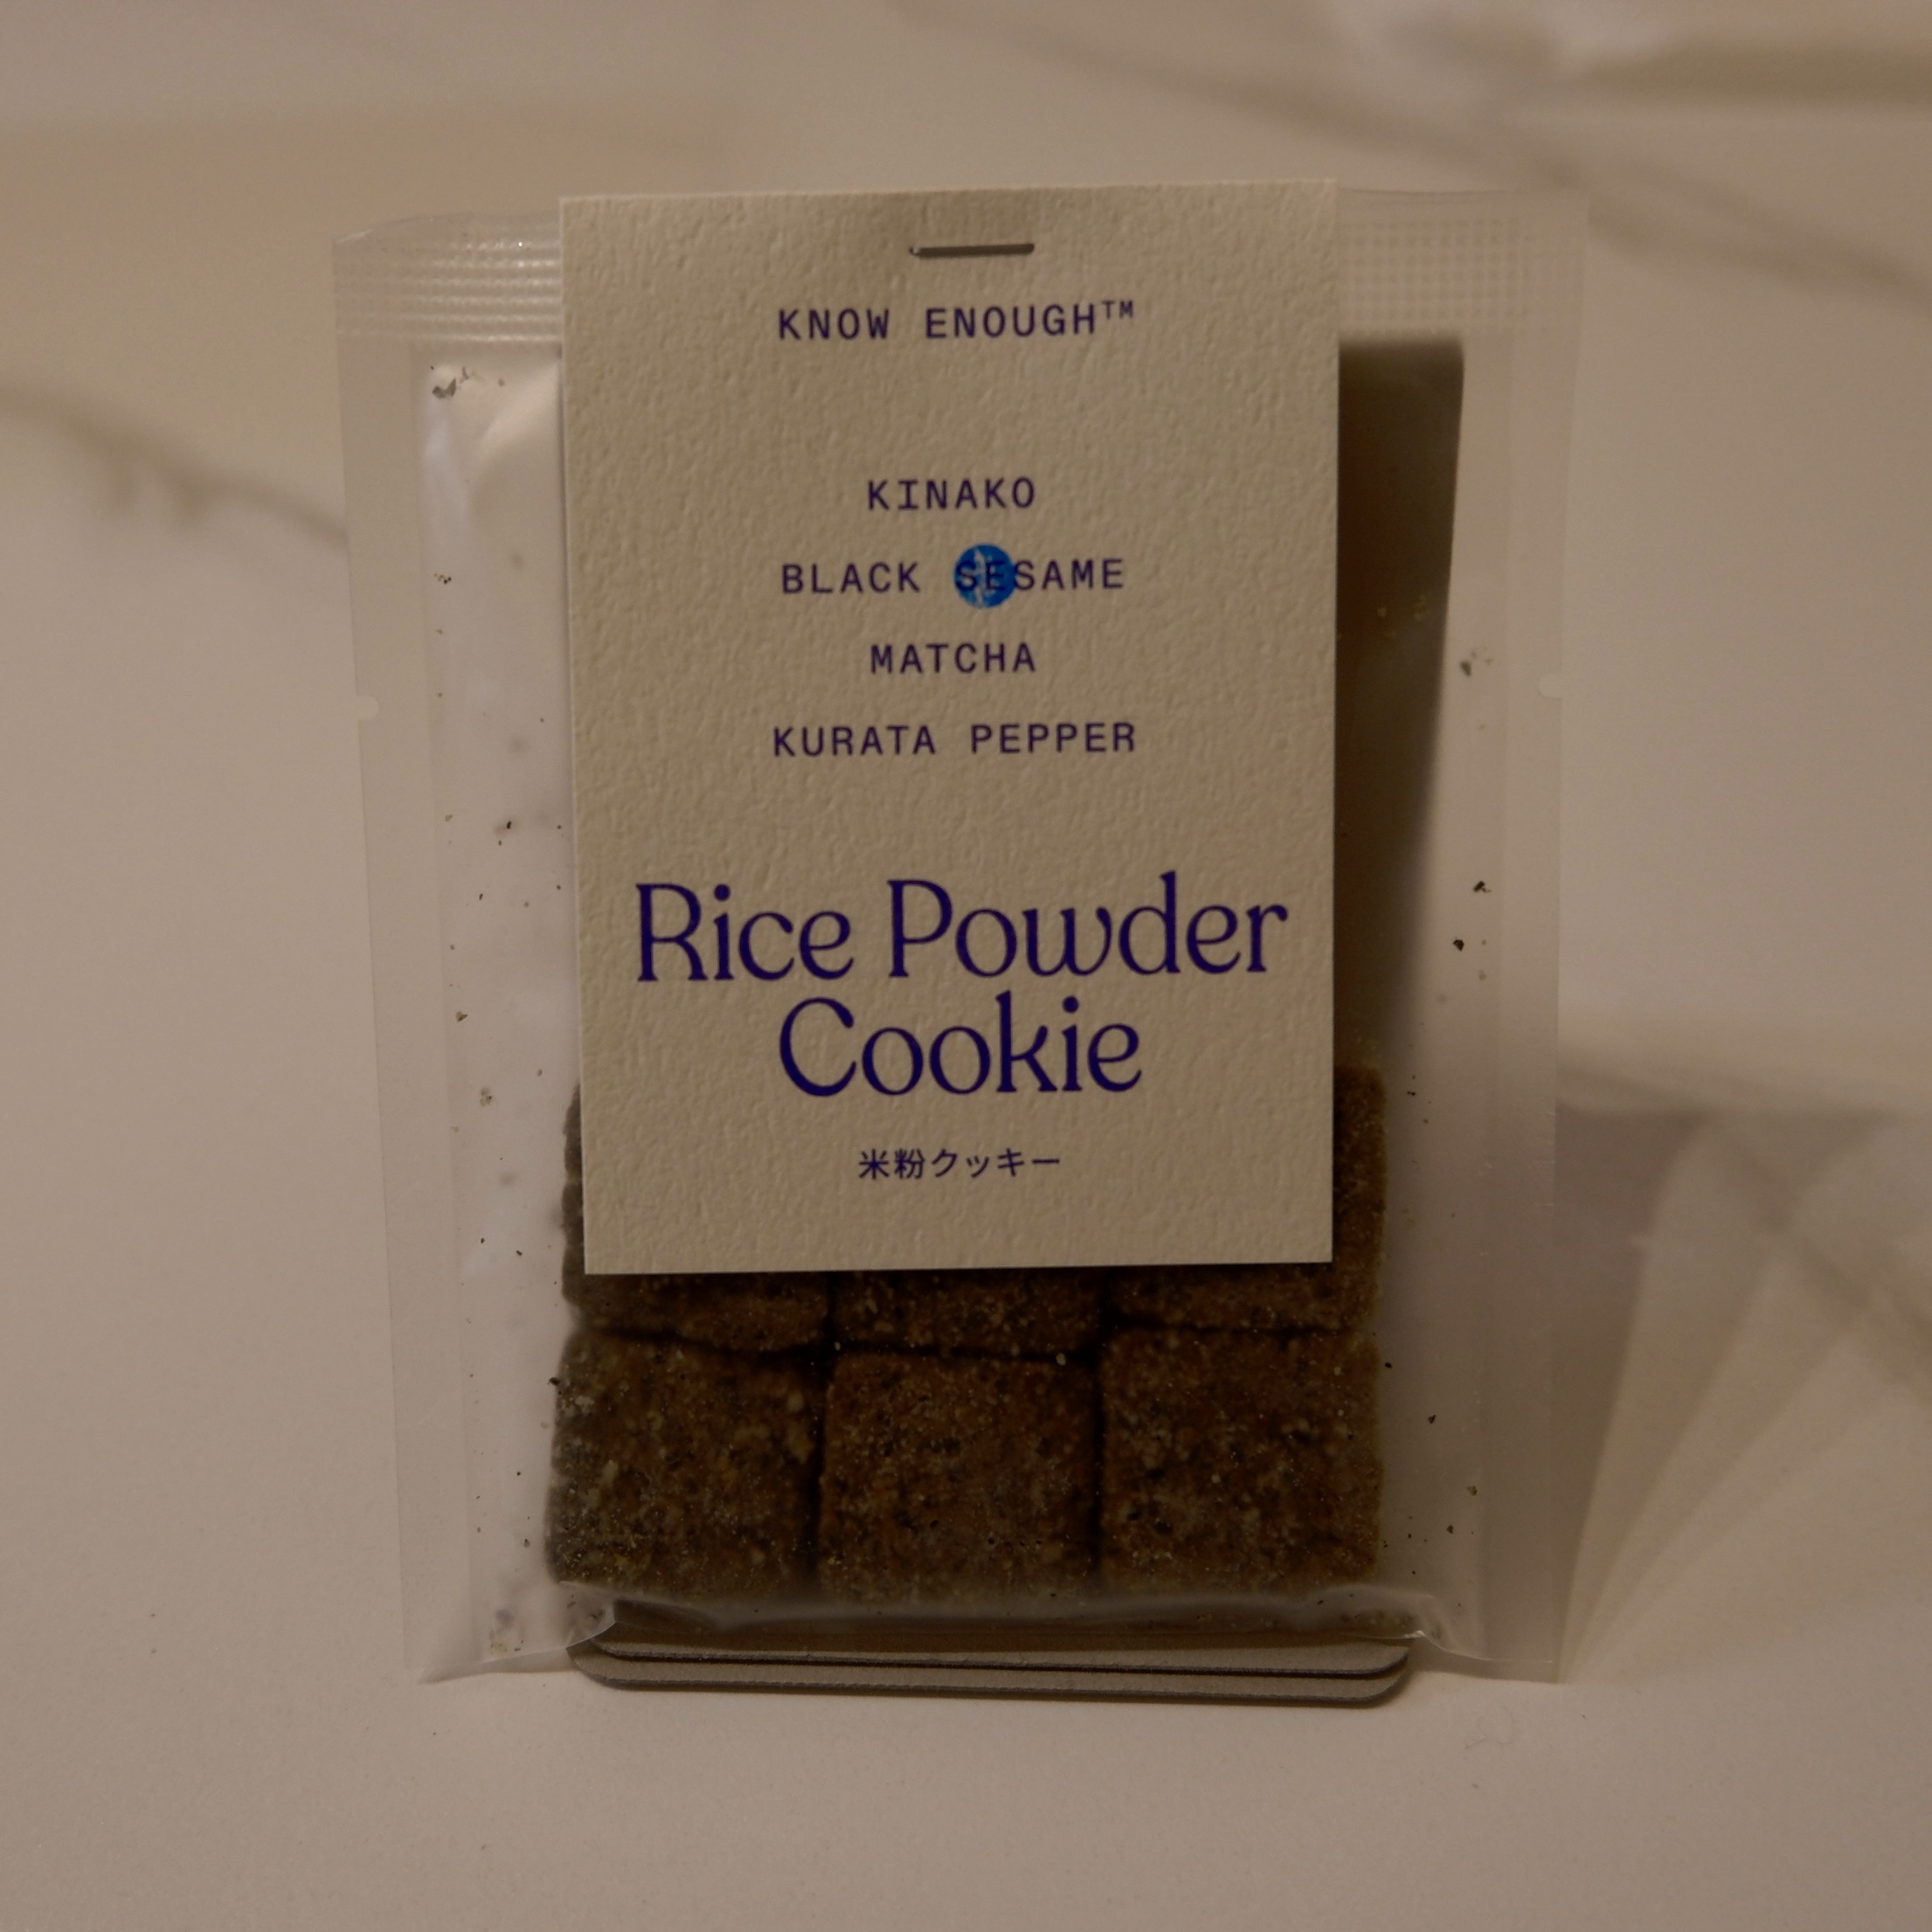 KNOW ENOUGH™
KINAKO
BLACK SESAME
MATCHA
KURATA PEPPER
Rice Powder
Cookie
米粉クッキー